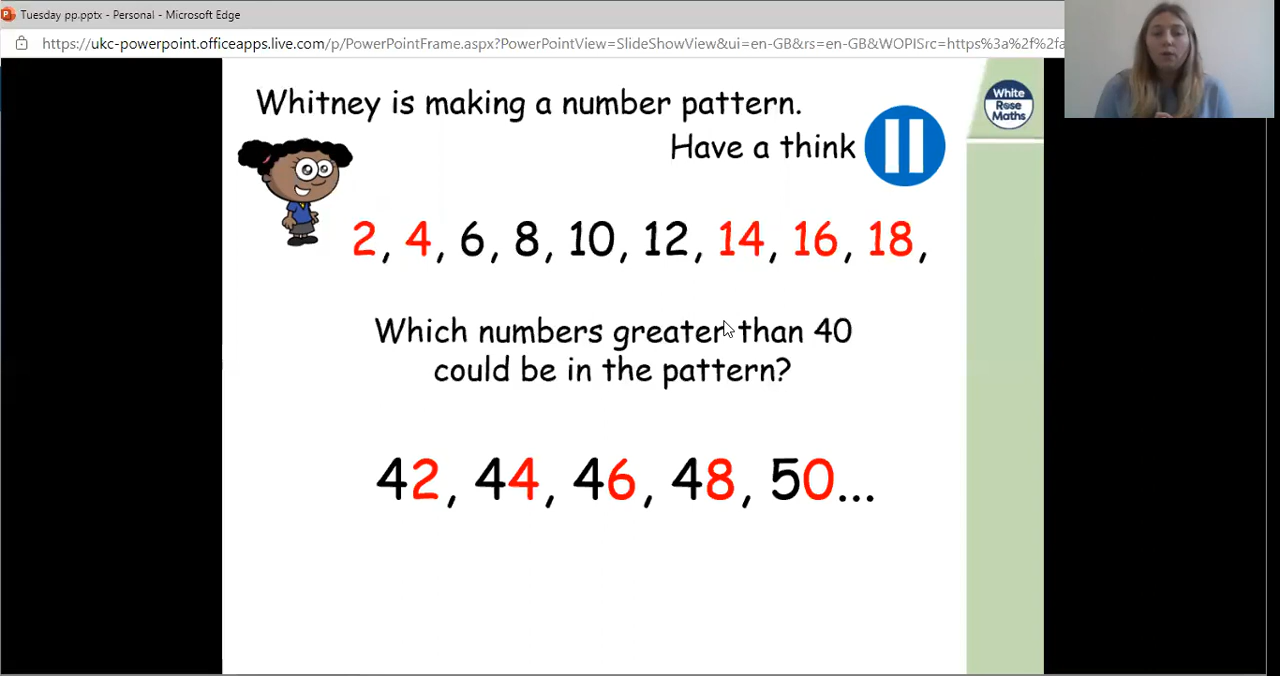 Tuesday pp.pptx - Personal - Microsoft Edge
https://ukc-powerpoint.officeapps.live.com/p/PowerPointFrame.aspx?PowerPointView=SlideShowView&ui=en-GB&rs=en-GB&WOPISrc=https%3a%2f%2fa
Whitney is making a number pattern.
White
Rose
Maths
Have a think
2, 4, 6, 8, 10, 12, 14, 16, 18,
Which numbers greater than 40
could be in the pattern?
42, 44, 46, 48, 50...